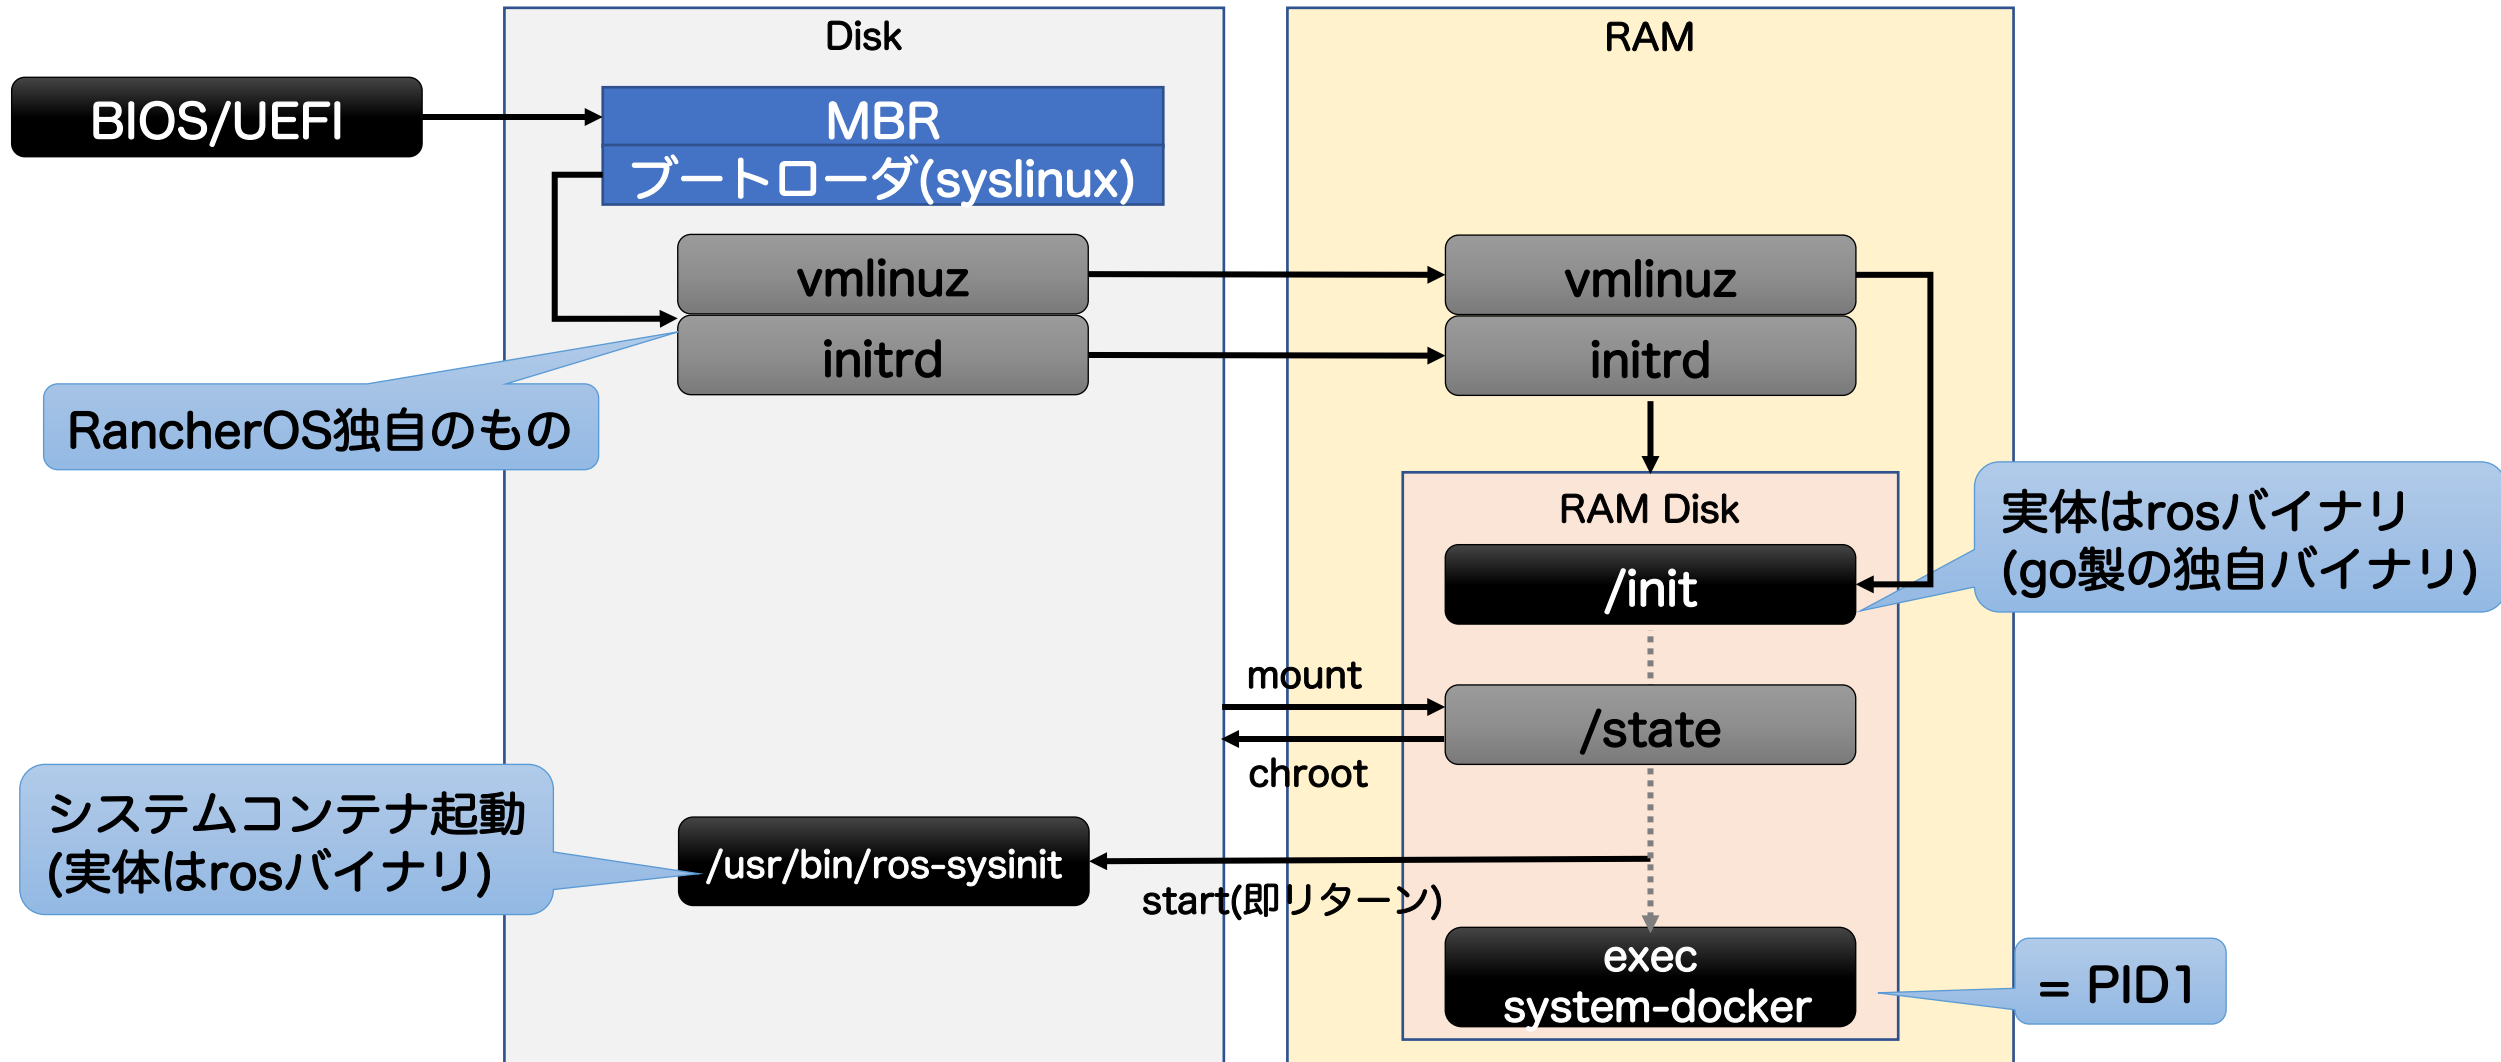 Disk
RAM
BIOS/UEFI
MBR
ブートローダ(syslinux)
vmlinuz
vmlinuz
initrd
initrd
RancherOS独自のもの
RAM Disk
実体はrosバイナリ
(go製の独自バイナリ)
/init
mount
/state
chroot
システムコンテナ起動
(実体はrosバイナリ)
/usr/bin/ros-sysinit
start(即リターン)
exec
system-docker
= PID1